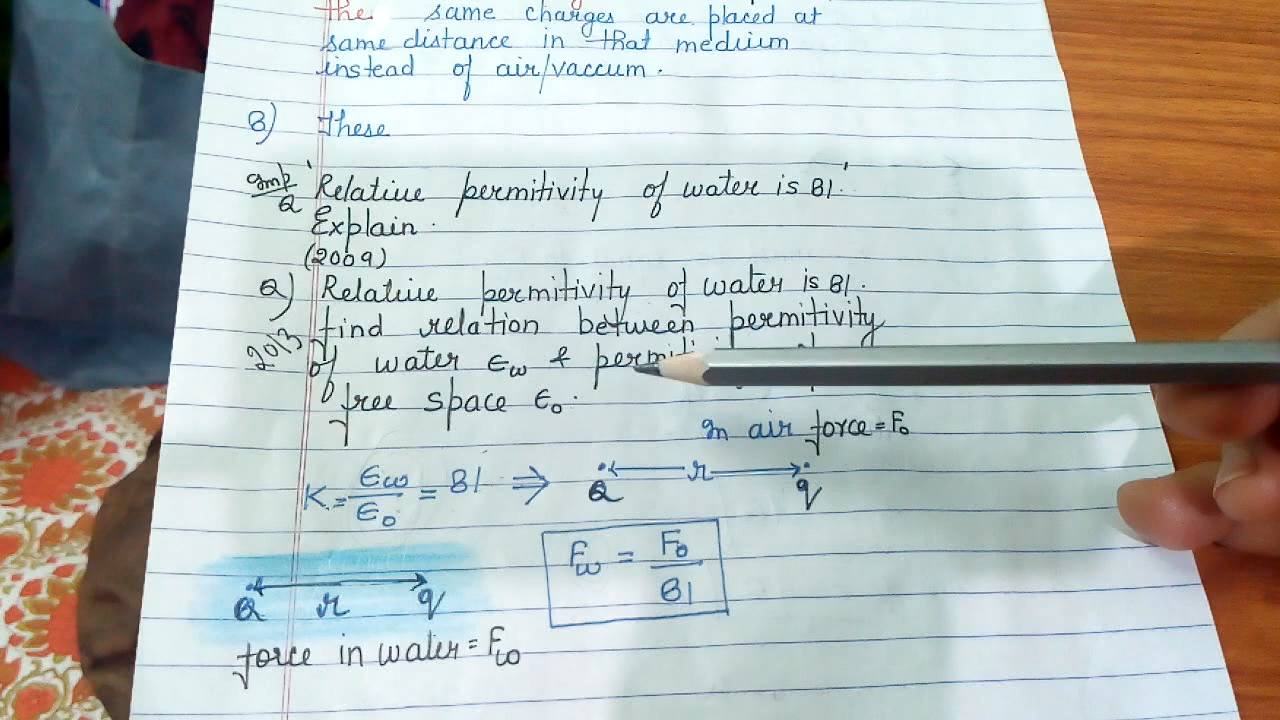 the same charges are placed at
same distance in that medium
instead of air/vaccum.
8) These
Imp 'Relative permitivity of water is 81.'
Q Explain.
(2009)
Q) Relative permitivity of water is 81.
2013 find relation between permitivity
of water ϵw &
free space ϵ0.
In air force = F0
K = ϵw/ϵ0 = 81 ⇒ Q r q
Fw = F0/81
Q r q
force in water = Fw